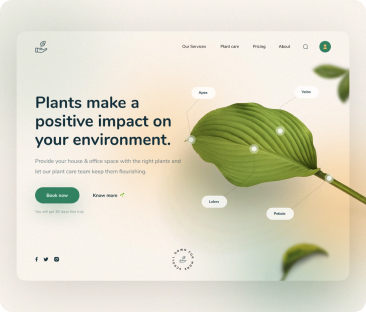 Our Services
Plant care
Pricing
About
Apex
Veins
Plants make a
positive impact on
your environment.
Provide your house & office space with the right plants and
let our plant care team keep them flourishing.
Book now
Know more
You will get 30 days free trial
Lobes
Petiole